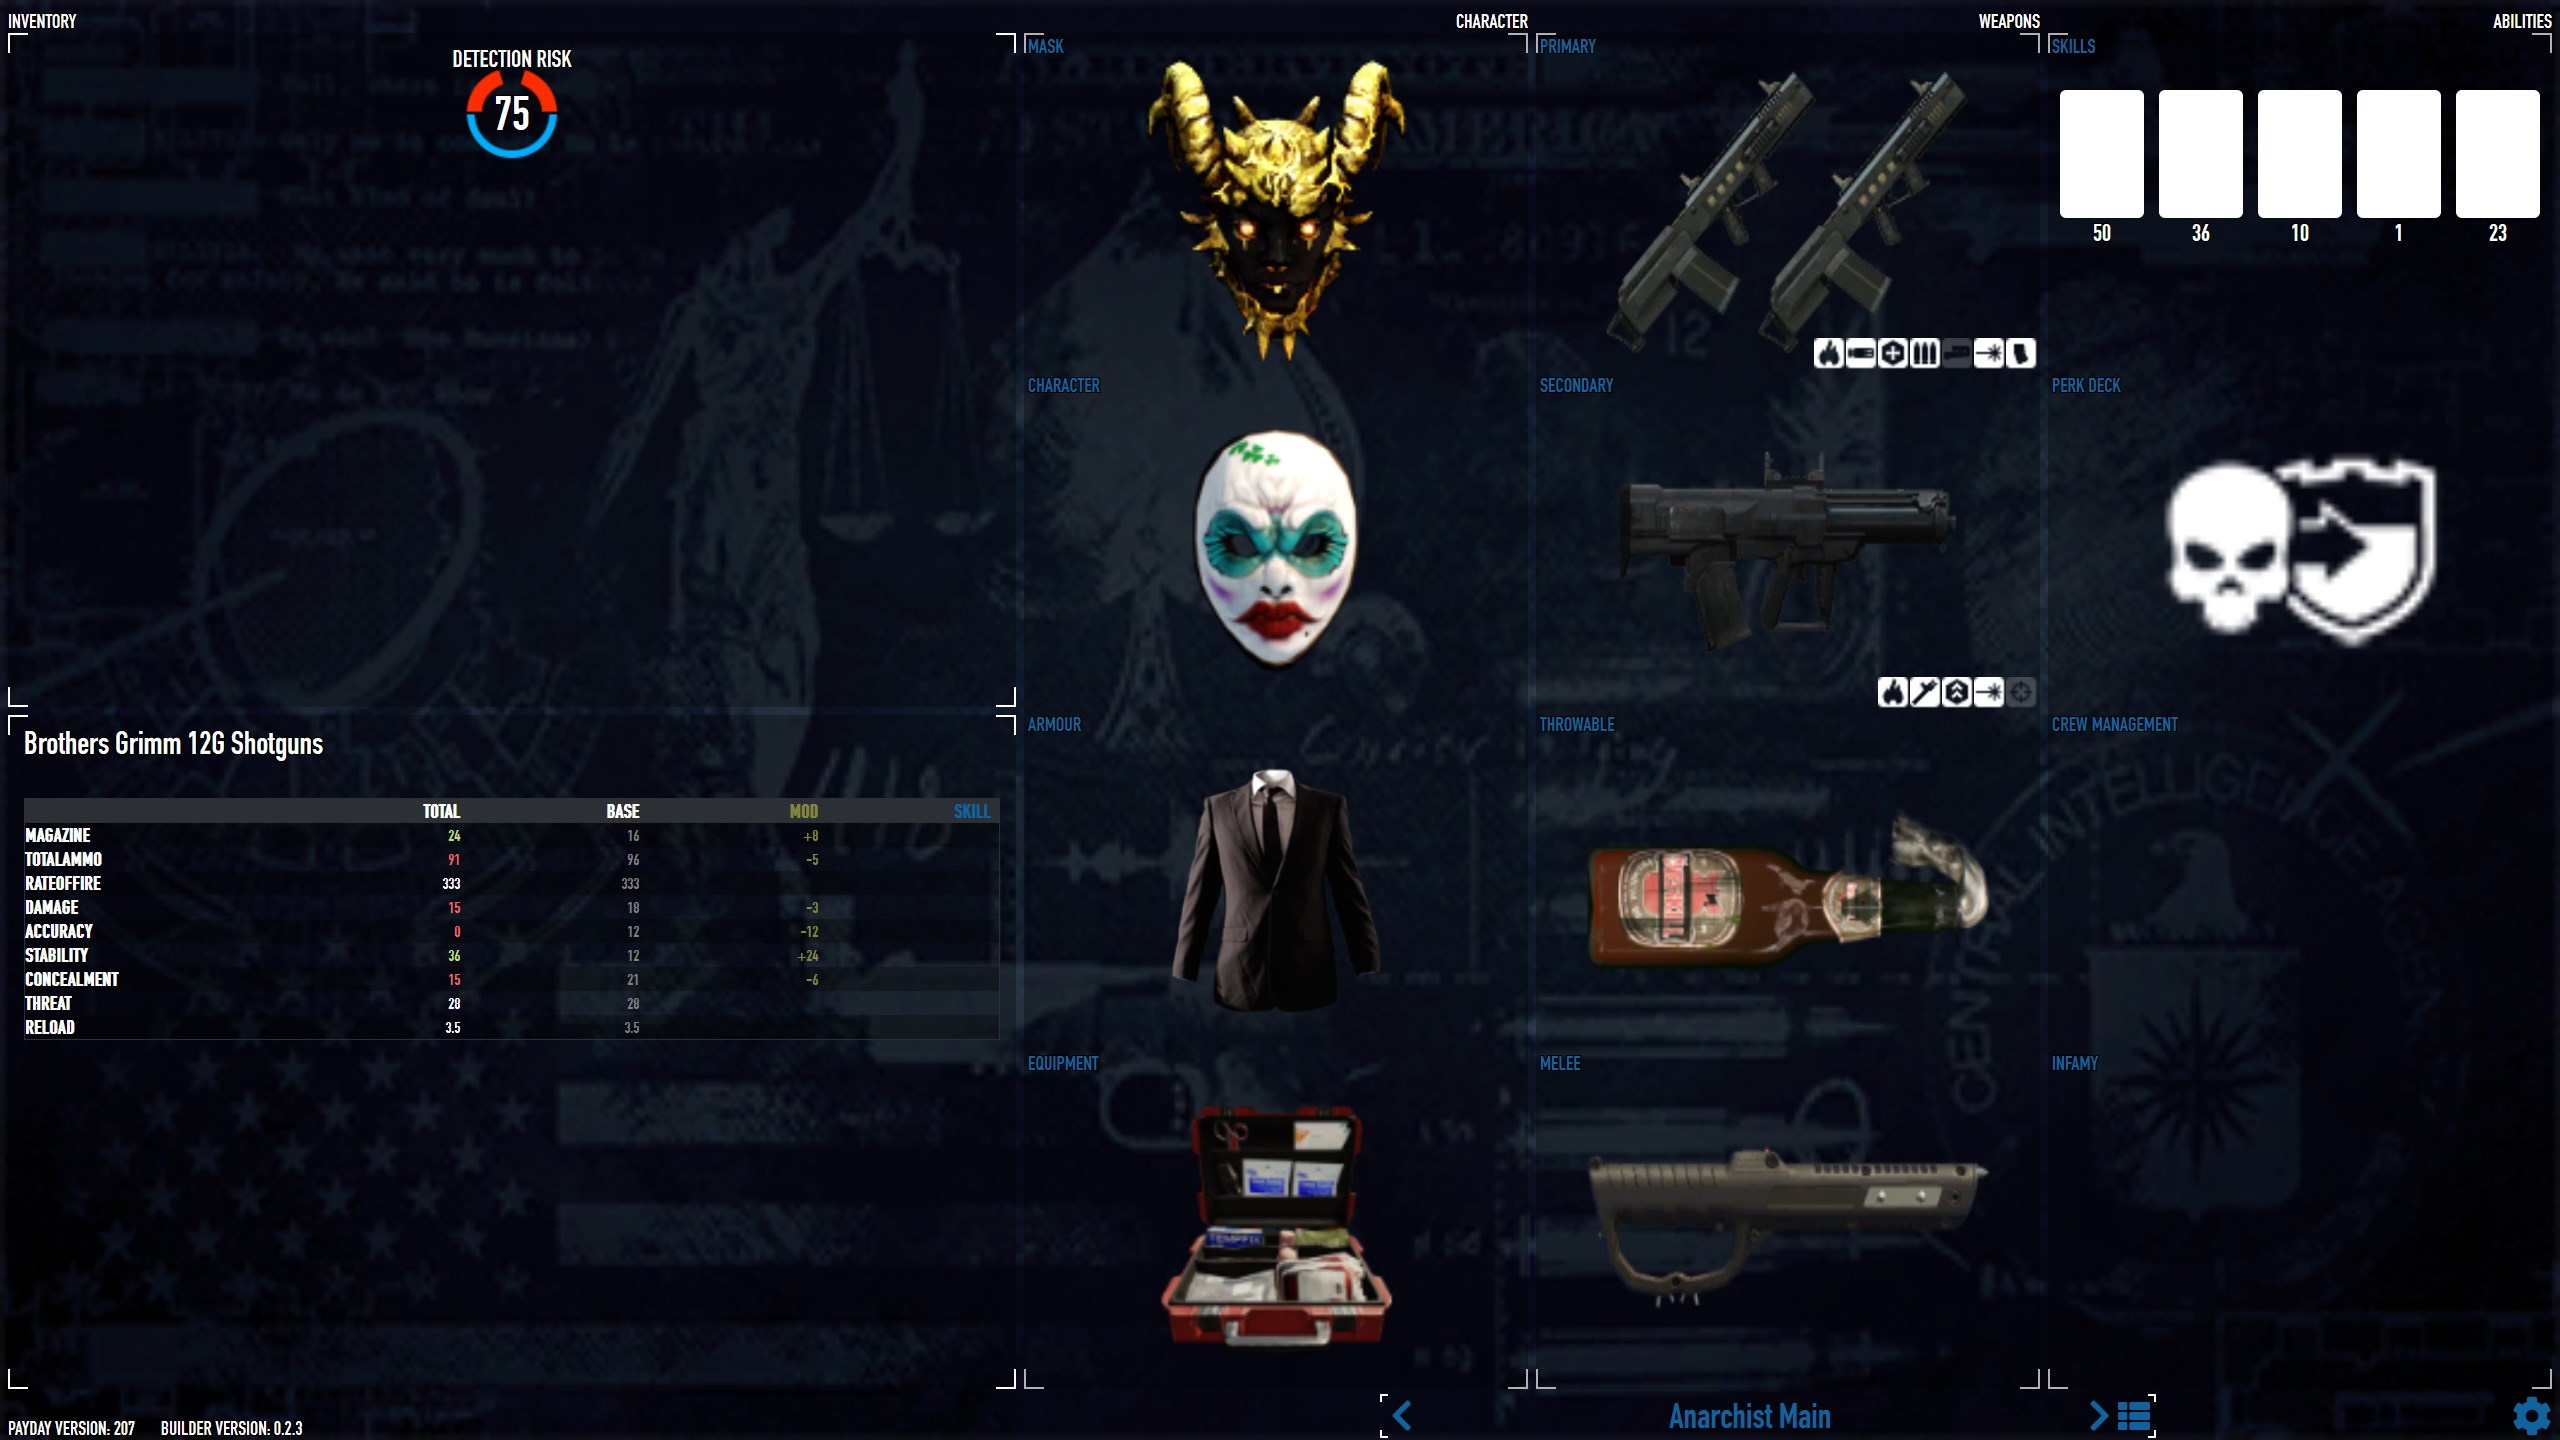 INVENTORY
CHARACTER
WEAPONS
ABILITIES
DETECTION RISK
75
MASK
PRIMARY
SKILLS
50 36 10 1 23
CHARACTER
SECONDARY
PERK DECK
Brothers Grimm 12G Shotguns
TOTAL BASE MOD SKILL
MAGAZINE 24 16 +8
TOTALAMMO 91 96 -5
RATEOFFIRE 333 333
DAMAGE 15 18 -3
ACCURACY 0 12 -12
STABILITY 36 12 +24
CONCEALMENT 15 21 -6
THREAT 28 28
RELOAD 3.5 3.5
ARMOUR
THROWABLE
CREW MANAGEMENT
CENTRAL INTELLIGENCE
EQUIPMENT
MELEE
INFAMY
Anarchist Main
PAYDAY VERSION: 207 BUILDER VERSION: 0.2.3